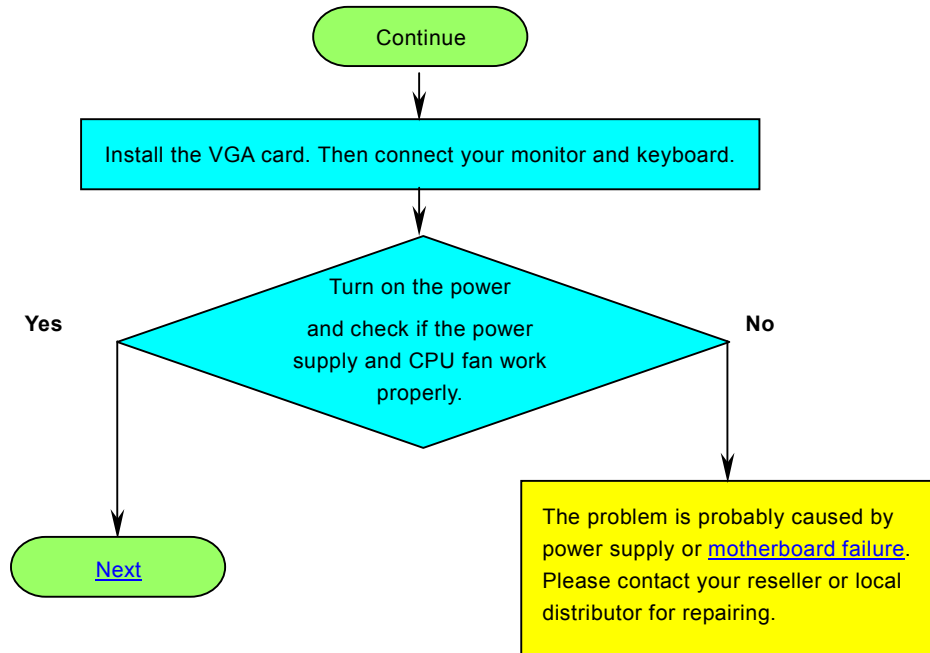 Continue
Install the VGA card. Then connect your monitor and keyboard.
Turn on the power
and check if the power
supply and CPU fan work
properly.
Yes
No
Next
The problem is probably caused by
power supply or motherboard failure.
Please contact your reseller or local
distributor for repairing.